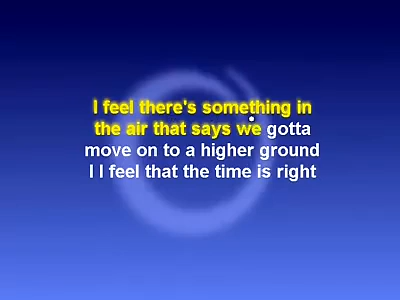 I feel there's something in
the air that says we gotta
move on to a higher ground
I I feel that the time is right